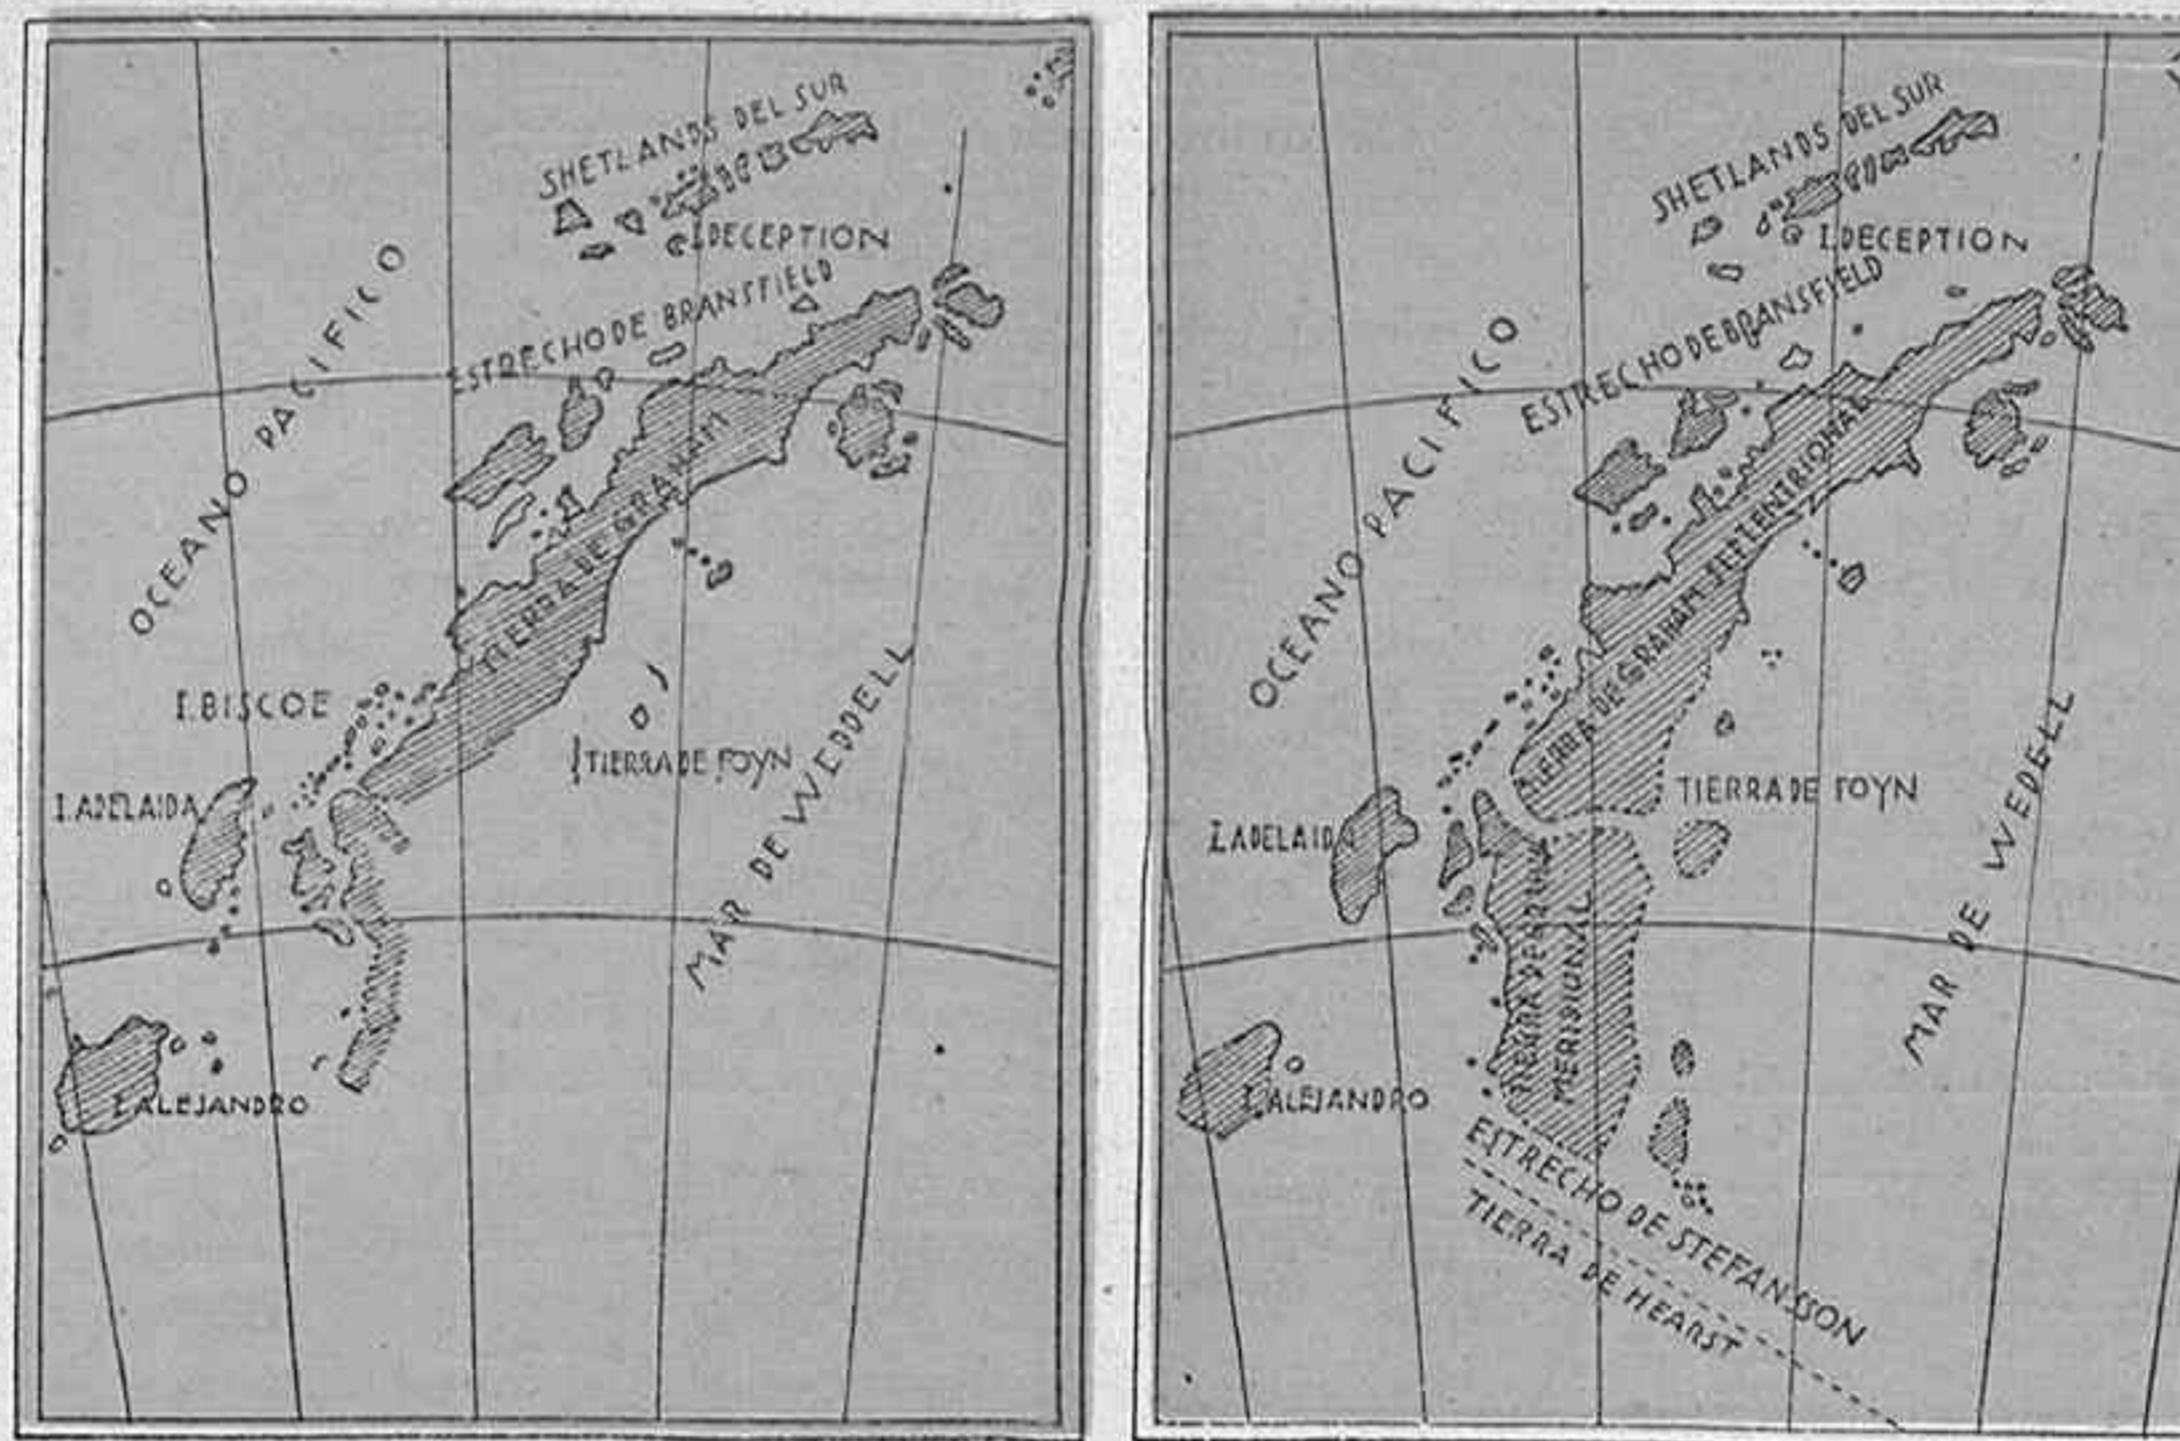 SHETLANDS DEL SUR
I.DECEPTION
ESTRECHO DE BRANSFIELD
OCEANO PACIFICO
TIERRA DE GRAHAM
I.BISCOE
TIERRA DE FOYN
I.ADELAIDA
MAR DE WEDDELL
I.ALEJANDRO
SHETLANDS DEL SUR
I.DECEPTION
ESTRECHO DE BRANSFIELD
OCEANO PACIFICO
TIERRA DE GRAHAM SEPTENTRIONAL
TIERRA DE FOYN
I.ADELAIDA
MAR DE WEDELL
TIERRA DE
MERIDIONAL
I.ALEJANDRO
ESTRECHO DE STEFANSSON
TIERRA DE HEARST